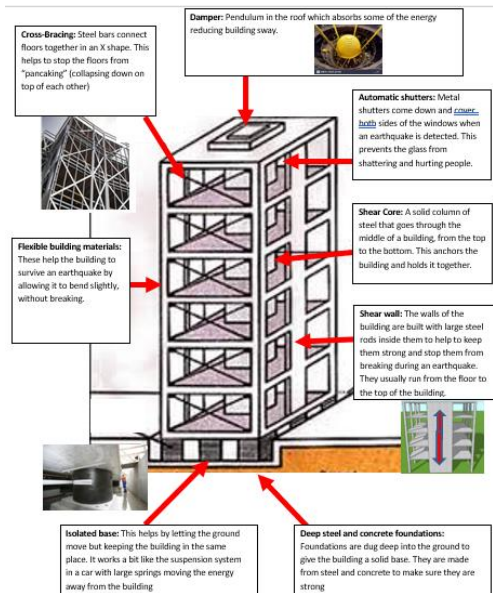 Cross-Bracing: Steel bars connect
floors together in an X shape. This
helps to stop the floors from
"pancaking" (collapsing down on
top of each other)
Damper: Pendulum in the roof which absorbs some of the energy
reducing building sway.
Automatic shutters: Metal
shutters come down and cover
both sides of the windows when
an earthquake is detected. This
prevents the glass from
shattering and hurting people.
Shear Core: A solid column of
steel that goes through the
middle of a building, from the top
to the bottom. This anchors the
building and holds it together.
Flexible building materials:
These help the building to
survive an earthquake by
allowing it to bend slightly,
without breaking.
Shear wall: The walls of the
building are built with large steel
rods inside them to help to keep
them strong and stop them from
breaking during an earthquake.
They usually run from the floor to
the top of the building.
Isolated base: This helps by letting the ground
move but keeping the building in the same
place. It works a bit like the suspension system
in a car with large springs moving the energy
away from the building
Deep steel and concrete foundations:
Foundations are dug deep into the ground to
give the building a solid base. They are made
from steel and concrete to make sure they are
strong